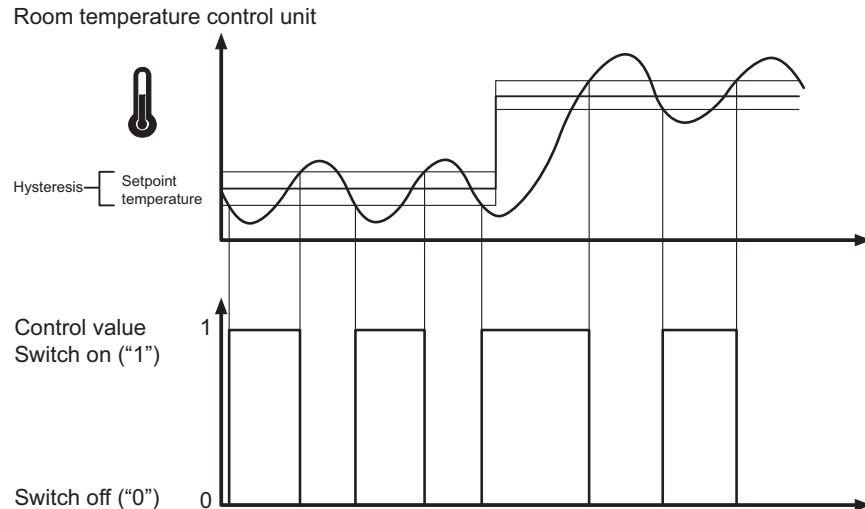 Room temperature control unit
Hysteresis
Setpoint
temperature
Control value
Switch on (“1”)
1
Switch off (“0”)
0